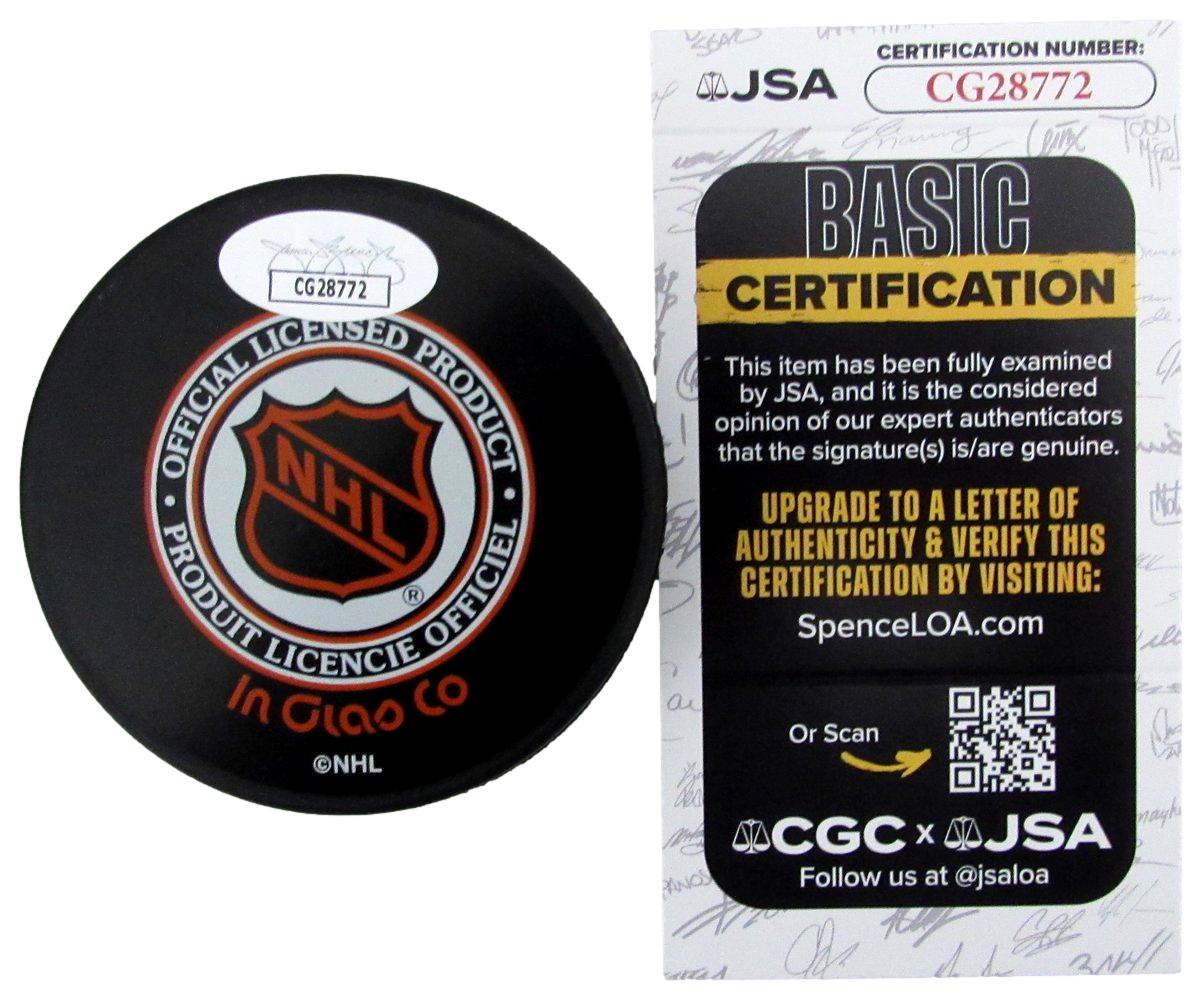 CG28772
OFFICIAL LICENSED PRODUCT
NHL
®
PRODUIT LICENCIE OFFICIEL
In Glas Co
©NHL
CERTIFICATION NUMBER:
JSA
CG28772
BASIC
CERTIFICATION
This item has been fully examined
by JSA, and it is the considered
opinion of our expert authenticators
that the signature(s) is/are genuine.
UPGRADE TO A LETTER OF
AUTHENTICITY & VERIFY THIS
CERTIFICATION BY VISITING:
SpenceLOA.com
Or Scan
CGC x JSA
Follow us at @jsaloa